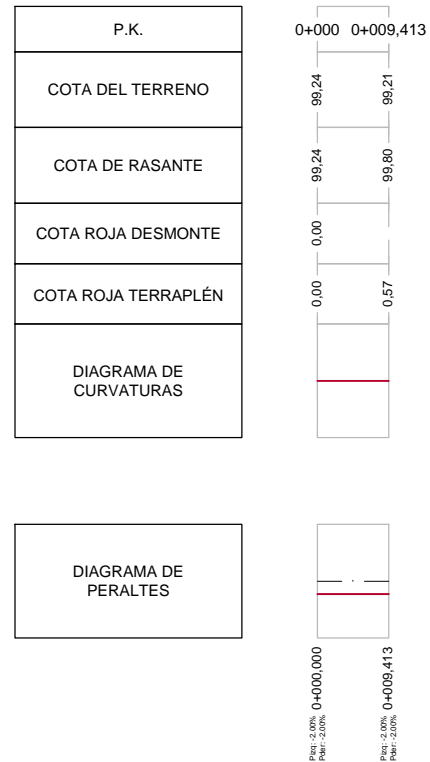 P.K.
0+000 0+009,413
COTA DEL TERRENO
99,24
99,21
COTA DE RASANTE
99,24
99,80
COTA ROJA DESMONTE
0,00
COTA ROJA TERRAPLÉN
0,00
0,57
DIAGRAMA DE
CURVATURAS
DIAGRAMA DE
PERALTES
Pizq: -2.00%
Pder: -2.00%
0+000,000
Pizq: -2.00%
Pder: -2.00%
0+009,413